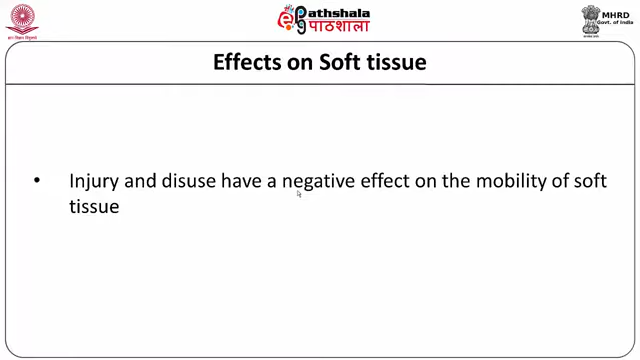 ePathshala
पाठशाला
MHRD
Govt. of India
Effects on Soft tissue
• Injury and disuse have a negative effect on the mobility of soft
tissue